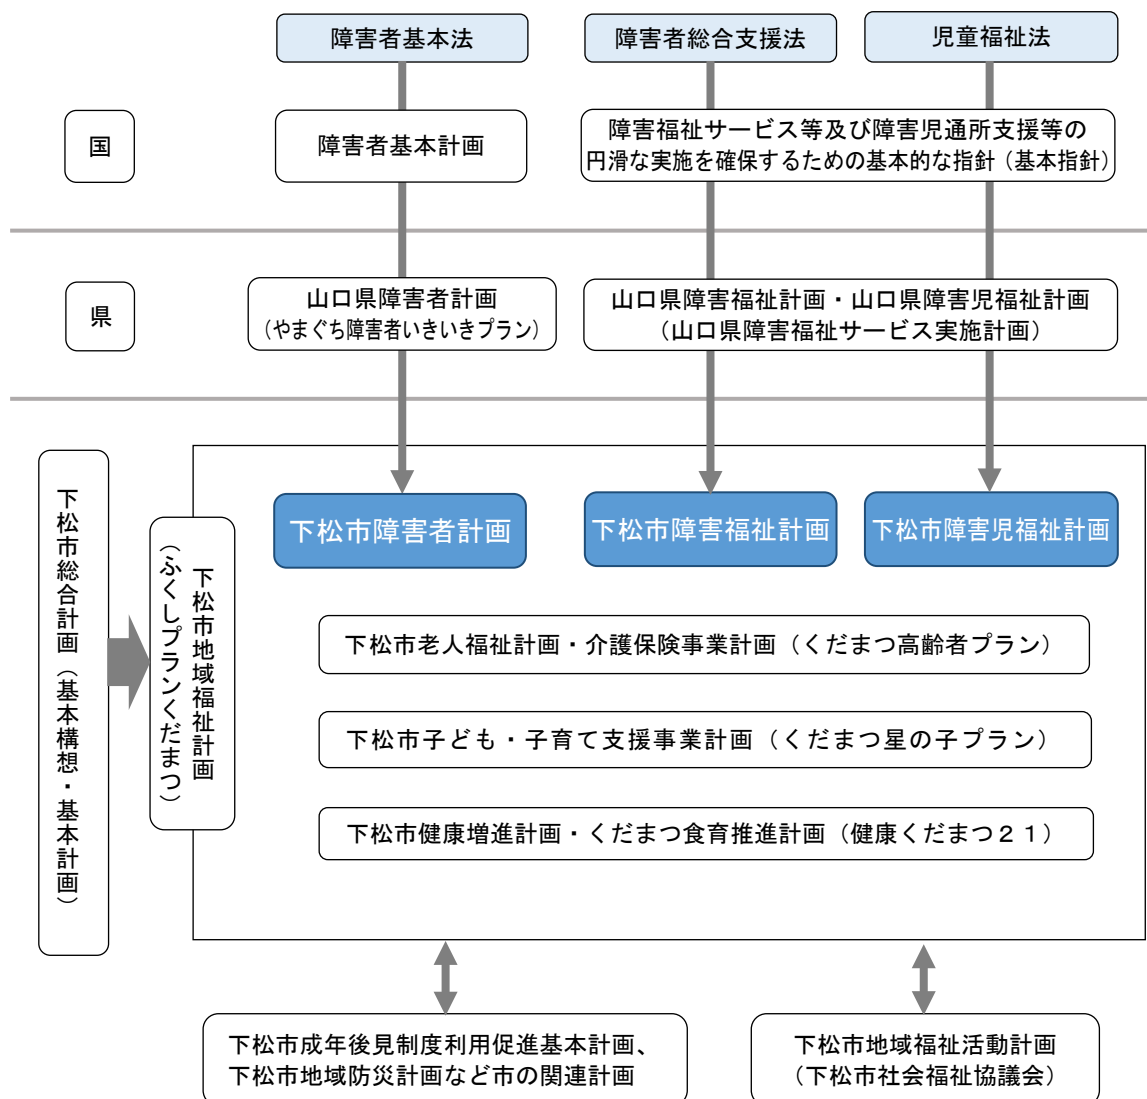 障害者基本法
障害者総合支援法
児童福祉法
国
障害者基本計画
障害福祉サービス等及び障害児通所支援等の
円滑な実施を確保するための基本的な指針（基本指針）
県
山口県障害者計画
（やまぐち障害者いきいきプラン）
山口県障害福祉計画・山口県障害児福祉計画
（山口県障害福祉サービス実施計画）
下松市総合計画（基本構想・基本計画）
下松市地域福祉計画
（ふくしプランくだまつ）
下松市障害者計画
下松市障害福祉計画
下松市障害児福祉計画
下松市老人福祉計画・介護保険事業計画（くだまつ高齢者プラン）
下松市子ども・子育て支援事業計画（くだまつ星の子プラン）
下松市健康増進計画・くだまつ食育推進計画（健康くだまつ２１）
下松市成年後見制度利用促進基本計画、
下松市地域防災計画など市の関連計画
下松市地域福祉活動計画
（下松市社会福祉協議会）